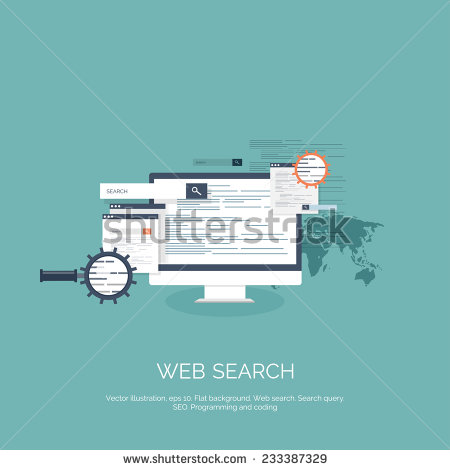 SEARCH
shutterstock
WEB SEARCH
Vector illustration, eps 10. Flat background. Web search. Search query.
SEO. Programming and coding
www.shutterstock.com · 233387329